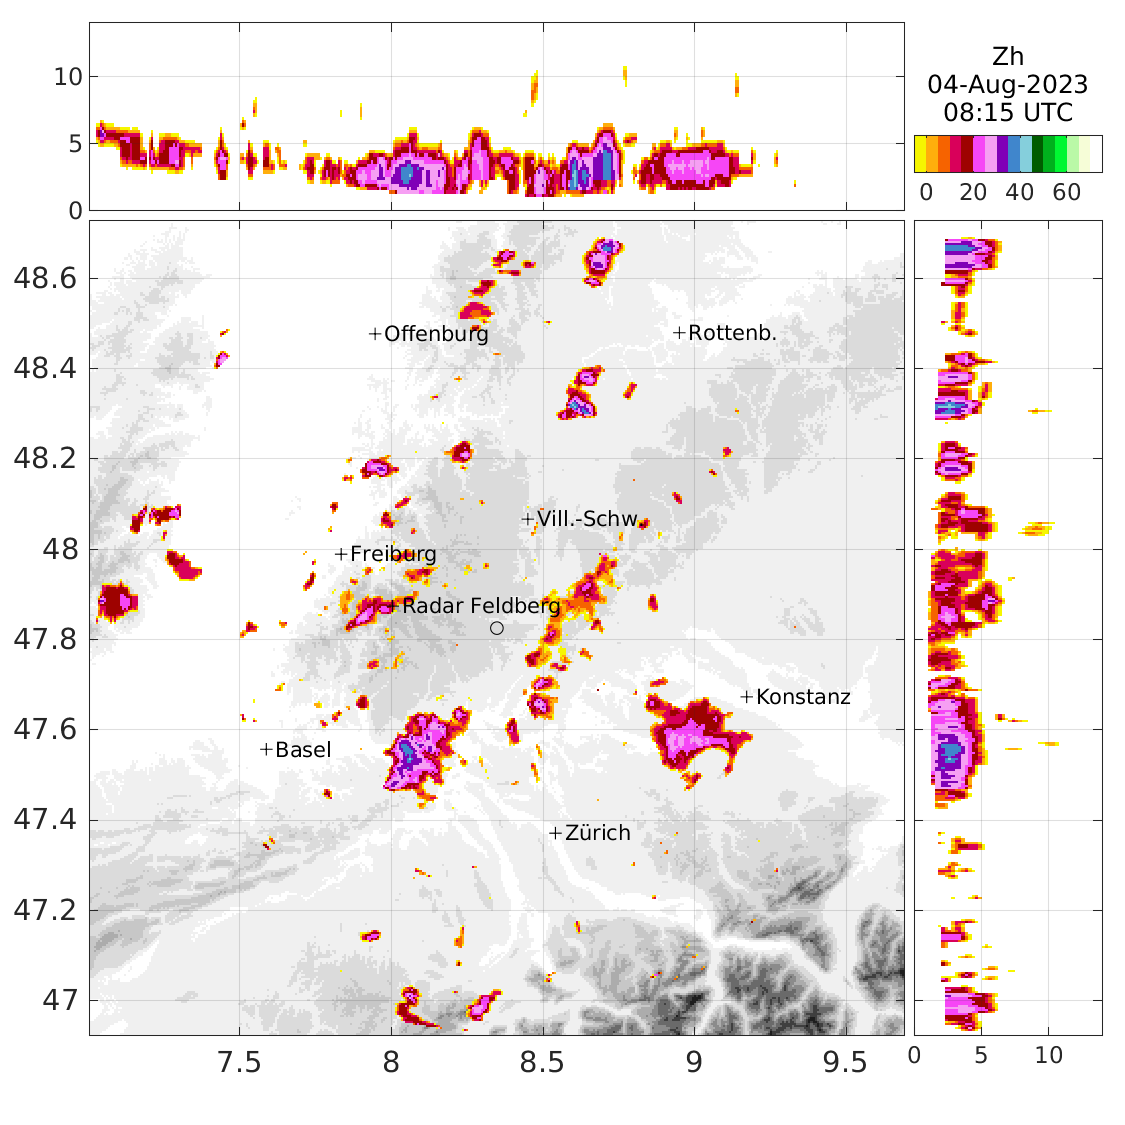 10
5
0
Zh
04-Aug-2023
08:15 UTC
0 20 40 60
48.6
48.4
48.2
48
47.8
47.6
47.4
47.2
47
+Offenburg
+Rottenb.
+Vill.-Schw.
+Freiburg
+Radar Feldberg
+Konstanz
+Basel
+Zürich
7.5 8 8.5 9 9.5
0 5 10